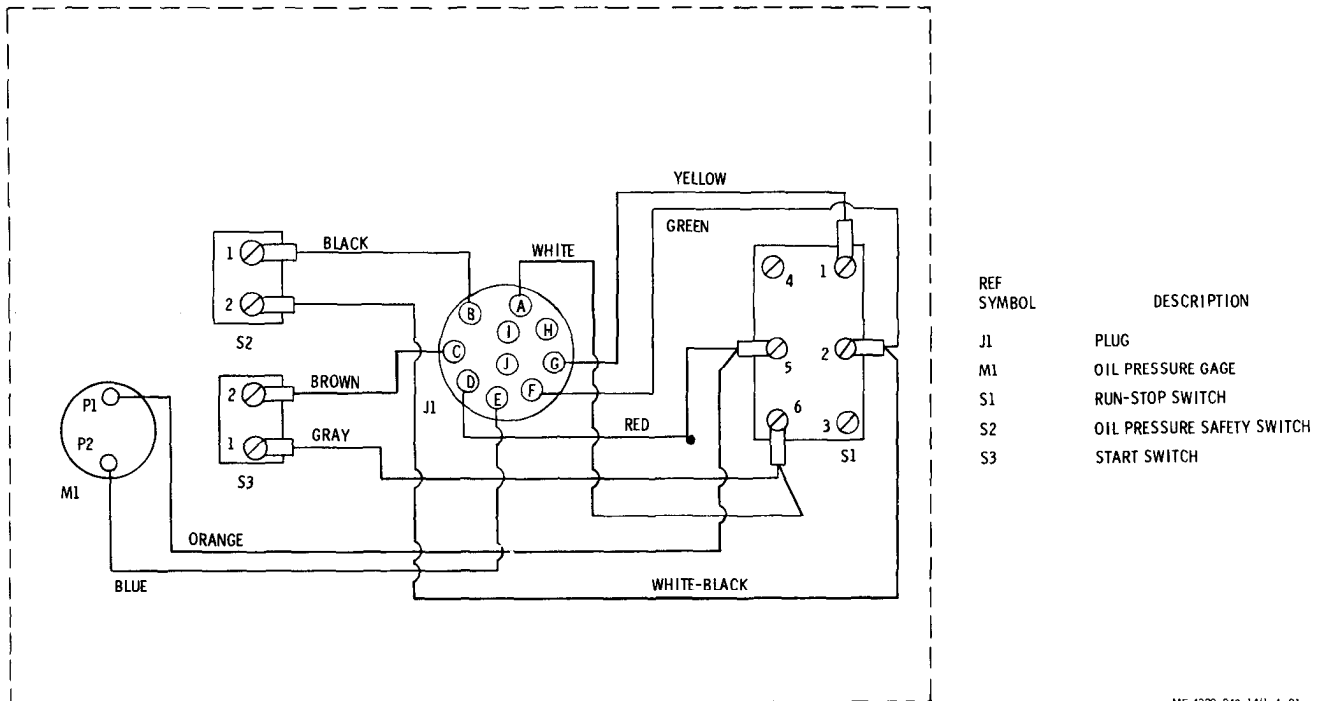 YELLOW
GREEN
BLACK
WHITE
1
2
S2
B
A
I
H
C
J
G
D
E
F
J1
4
1
5
2
6
3
S1
BROWN
2
GRAY
1
S3
RED
P1
P2
M1
ORANGE
BLUE
WHITE-BLACK
REF
SYMBOL DESCRIPTION
J1 PLUG
M1 OIL PRESSURE GAGE
S1 RUN-STOP SWITCH
S2 OIL PRESSURE SAFETY SWITCH
S3 START SWITCH